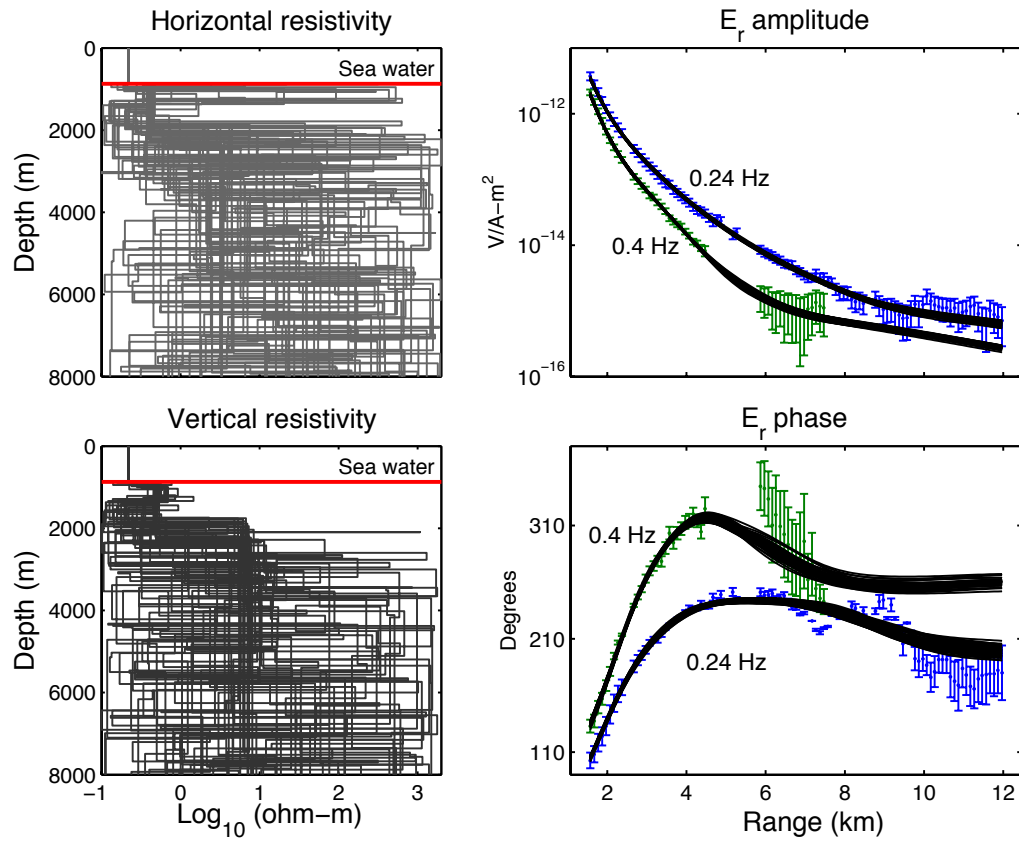 Horizontal resistivity
0
2000
4000
6000
8000
Depth (m)
Sea water
E_r amplitude
10^−12
10^−14
10^−16
V/A−m^2
0.24 Hz
0.4 Hz
Vertical resistivity
0
2000
4000
6000
8000
Depth (m)
Sea water
−1 0 1 2 3
Log_10 (ohm−m)
E_r phase
310
210
110
Degrees
0.4 Hz
0.24 Hz
2 4 6 8 10 12
Range (km)